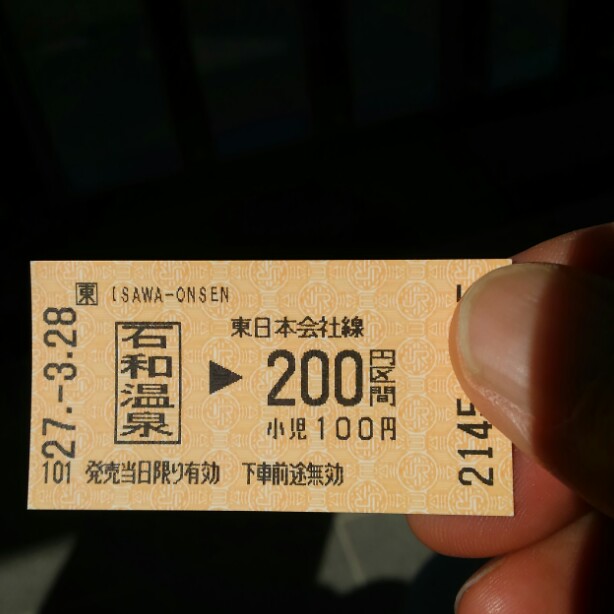 東 ISAWA-ONSEN
27.-3.28
石和温泉
東日本会社線
▶ 200円区間
小児100円
101 発売当日限り有効 下車前途無効